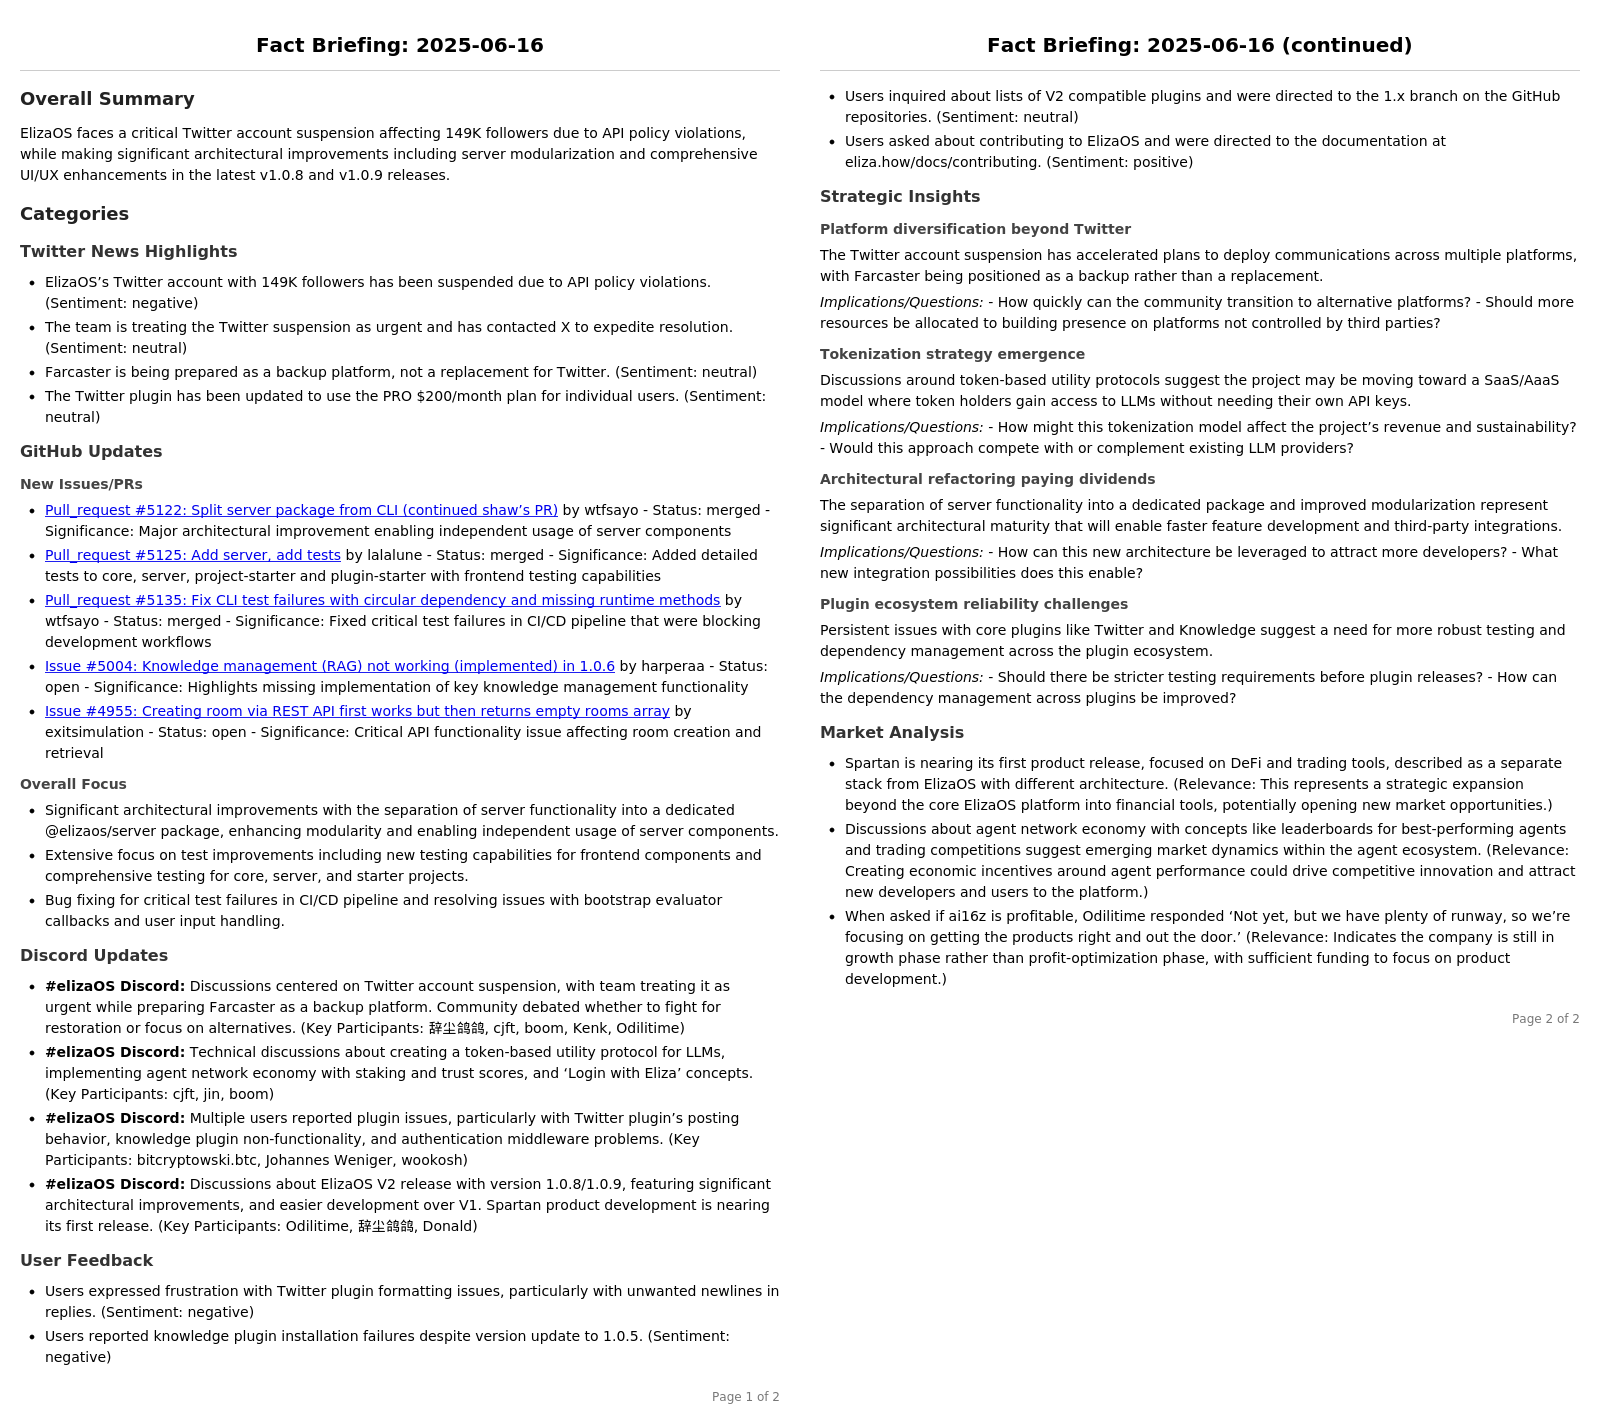 Fact Briefing: 2025-06-16
Overall Summary
ElizaOS faces a critical Twitter account suspension affecting 149K followers due to API policy violations,
while making significant architectural improvements including server modularization and comprehensive
UI/UX enhancements in the latest v1.0.8 and v1.0.9 releases.
Categories
Twitter News Highlights
• ElizaOS’s Twitter account with 149K followers has been suspended due to API policy violations.
(Sentiment: negative)
• The team is treating the Twitter suspension as urgent and has contacted X to expedite resolution.
(Sentiment: neutral)
• Farcaster is being prepared as a backup platform, not a replacement for Twitter. (Sentiment: neutral)
• The Twitter plugin has been updated to use the PRO $200/month plan for individual users. (Sentiment:
neutral)
GitHub Updates
New Issues/PRs
• Pull_request #5122: Split server package from CLI (continued shaw’s PR) by wtfsayo - Status: merged -
Significance: Major architectural improvement enabling independent usage of server components
• Pull_request #5125: Add server, add tests by lalalune - Status: merged - Significance: Added detailed
tests to core, server, project-starter and plugin-starter with frontend testing capabilities
• Pull_request #5135: Fix CLI test failures with circular dependency and missing runtime methods by
wtfsayo - Status: merged - Significance: Fixed critical test failures in CI/CD pipeline that were blocking
development workflows
• Issue #5004: Knowledge management (RAG) not working (implemented) in 1.0.6 by harperaa - Status:
open - Significance: Highlights missing implementation of key knowledge management functionality
• Issue #4955: Creating room via REST API first works but then returns empty rooms array by
exitsimulation - Status: open - Significance: Critical API functionality issue affecting room creation and
retrieval
Overall Focus
• Significant architectural improvements with the separation of server functionality into a dedicated
@elizaos/server package, enhancing modularity and enabling independent usage of server components.
• Extensive focus on test improvements including new testing capabilities for frontend components and
comprehensive testing for core, server, and starter projects.
• Bug fixing for critical test failures in CI/CD pipeline and resolving issues with bootstrap evaluator
callbacks and user input handling.
Discord Updates
• #elizaOS Discord: Discussions centered on Twitter account suspension, with team treating it as
urgent while preparing Farcaster as a backup platform. Community debated whether to fight for
restoration or focus on alternatives. (Key Participants: 辞尘鸽鸽, cjft, boom, Kenk, Odilitime)
• #elizaOS Discord: Technical discussions about creating a token-based utility protocol for LLMs,
implementing agent network economy with staking and trust scores, and ‘Login with Eliza’ concepts.
(Key Participants: cjft, jin, boom)
• #elizaOS Discord: Multiple users reported plugin issues, particularly with Twitter plugin’s posting
behavior, knowledge plugin non-functionality, and authentication middleware problems. (Key
Participants: bitcryptowski.btc, Johannes Weniger, wookosh)
• #elizaOS Discord: Discussions about ElizaOS V2 release with version 1.0.8/1.0.9, featuring significant
architectural improvements, and easier development over V1. Spartan product development is nearing
its first release. (Key Participants: Odilitime, 辞尘鸽鸽, Donald)
User Feedback
• Users expressed frustration with Twitter plugin formatting issues, particularly with unwanted newlines in
replies. (Sentiment: negative)
• Users reported knowledge plugin installation failures despite version update to 1.0.5. (Sentiment:
negative)
Page 1 of 2
Fact Briefing: 2025-06-16 (continued)
• Users inquired about lists of V2 compatible plugins and were directed to the 1.x branch on the GitHub
repositories. (Sentiment: neutral)
• Users asked about contributing to ElizaOS and were directed to the documentation at
eliza.how/docs/contributing. (Sentiment: positive)
Strategic Insights
Platform diversification beyond Twitter
The Twitter account suspension has accelerated plans to deploy communications across multiple platforms,
with Farcaster being positioned as a backup rather than a replacement.
Implications/Questions: - How quickly can the community transition to alternative platforms? - Should more
resources be allocated to building presence on platforms not controlled by third parties?
Tokenization strategy emergence
Discussions around token-based utility protocols suggest the project may be moving toward a SaaS/AaaS
model where token holders gain access to LLMs without needing their own API keys.
Implications/Questions: - How might this tokenization model affect the project’s revenue and sustainability?
- Would this approach compete with or complement existing LLM providers?
Architectural refactoring paying dividends
The separation of server functionality into a dedicated package and improved modularization represent
significant architectural maturity that will enable faster feature development and third-party integrations.
Implications/Questions: - How can this new architecture be leveraged to attract more developers? - What
new integration possibilities does this enable?
Plugin ecosystem reliability challenges
Persistent issues with core plugins like Twitter and Knowledge suggest a need for more robust testing and
dependency management across the plugin ecosystem.
Implications/Questions: - Should there be stricter testing requirements before plugin releases? - How can
the dependency management across plugins be improved?
Market Analysis
• Spartan is nearing its first product release, focused on DeFi and trading tools, described as a separate
stack from ElizaOS with different architecture. (Relevance: This represents a strategic expansion
beyond the core ElizaOS platform into financial tools, potentially opening new market opportunities.)
• Discussions about agent network economy with concepts like leaderboards for best-performing agents
and trading competitions suggest emerging market dynamics within the agent ecosystem. (Relevance:
Creating economic incentives around agent performance could drive competitive innovation and attract
new developers and users to the platform.)
• When asked if ai16z is profitable, Odilitime responded ‘Not yet, but we have plenty of runway, so we’re
focusing on getting the products right and out the door.’ (Relevance: Indicates the company is still in
growth phase rather than profit-optimization phase, with sufficient funding to focus on product
development.)
Page 2 of 2